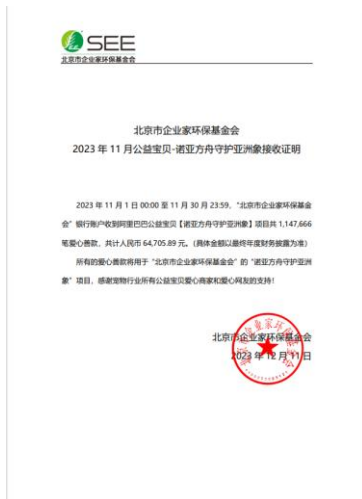 SEE
北京市企业家环保基金会
北京市企业家环保基金会
2023 年 11 月公益宝贝-诺亚方舟守护亚洲象接收证明
2023 年 11 月 1 日 00:00 至 11 月 30 日 23:59，"北京市企业家环保基金
会" 银行账户收到阿里巴巴公益宝贝【诺亚方舟守护亚洲象】项目共 1,147,666
笔爱心善款，共计人民币 64,705.89 元。（具体金额以最终年度财务披露为准）
所有的爱心善款将用于 "北京市企业家环保基金会" 的 "诺亚方舟守护亚洲
象" 项目，感谢宠物行业所有公益宝贝爱心商家和爱心网友的支持！
北京市企业家环保基金会
2023 年 12 月 11 日